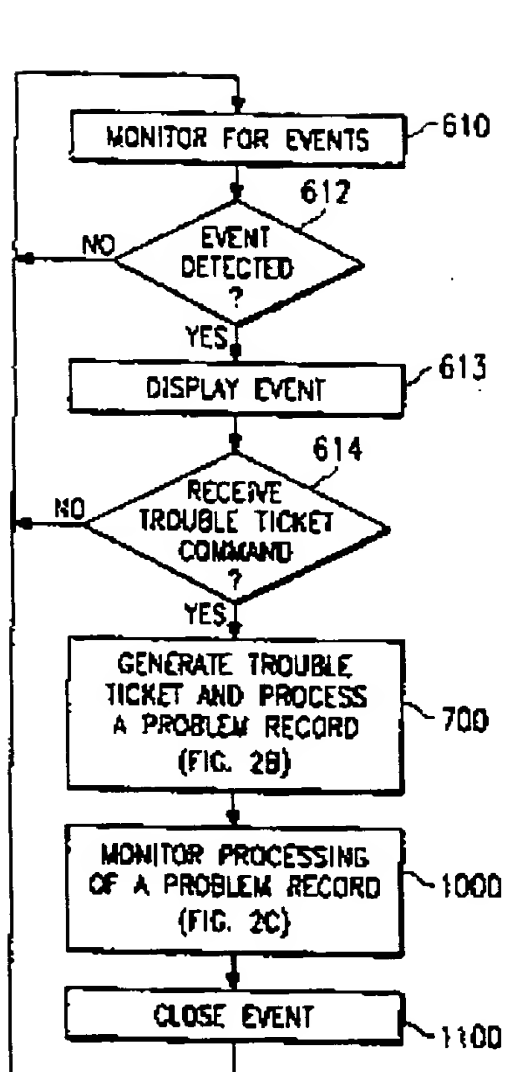 MONITOR FOR EVENTS
610
612
EVENT
DETECTED
?
NO
YES
DISPLAY EVENT
613
614
RECEIVE
TROUBLE TICKET
COMMAND
?
NO
YES
GENERATE TROUBLE
TICKET AND PROCESS
A PROBLEM RECORD
(FIG. 2B)
700
MONITOR PROCESSING
OF A PROBLEM RECORD
(FIG. 2C)
1000
CLOSE EVENT
1100